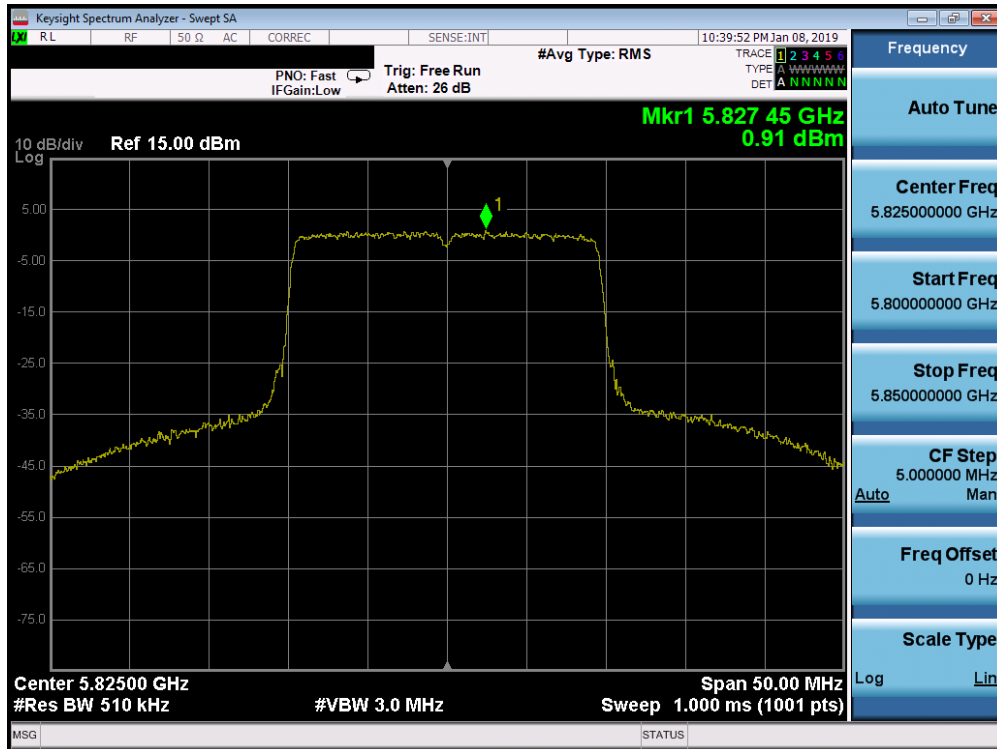 Keysight Spectrum Analyzer - Swept SA
LXI RL RF 50 Ω AC CORREC SENSE:INT 10:39:52 PM Jan 08, 2019
PNO: Fast
IFGain:Low
Trig: Free Run
Atten: 26 dB
#Avg Type: RMS
TRACE 1 2 3 4 5 6
TYPE A WWWWW
DET A N N N N N
Mkr1 5.827 45 GHz
0.91 dBm
10 dB/div Ref 15.00 dBm
Log
1
5.00
-5.00
-15.0
-25.0
-35.0
-45.0
-55.0
-65.0
-75.0
Center 5.82500 GHz Span 50.00 MHz
#Res BW 510 kHz #VBW 3.0 MHz Sweep 1.000 ms (1001 pts)
MSG STATUS
Frequency
Auto Tune
Center Freq
5.825000000 GHz
Start Freq
5.800000000 GHz
Stop Freq
5.850000000 GHz
CF Step
5.000000 MHz
Auto Man
Freq Offset
0 Hz
Scale Type
Log Lin